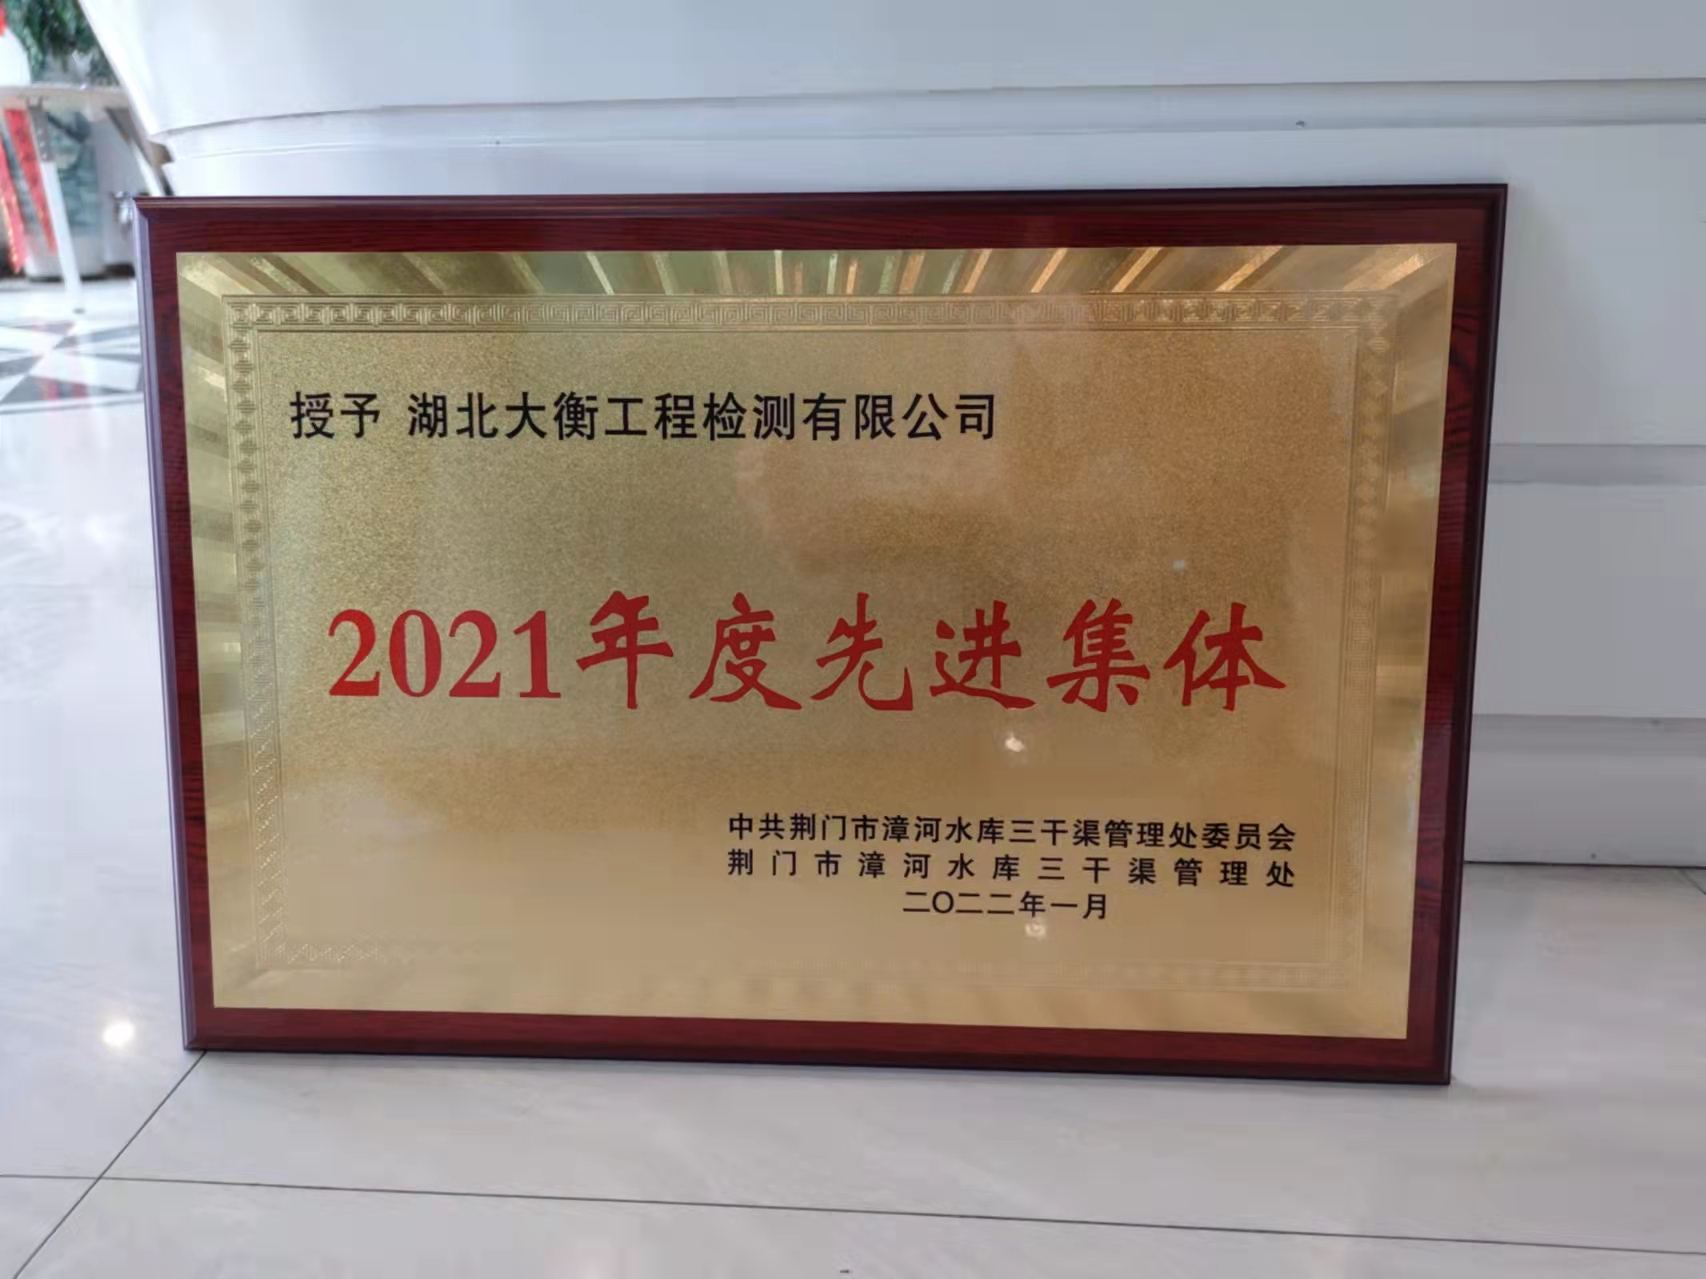 授予 湖北大衡工程检测有限公司
2021年度先进集体
中共荆门市漳河水库三干渠管理处委员会
荆门市漳河水库三干渠管理处
二〇二二年一月